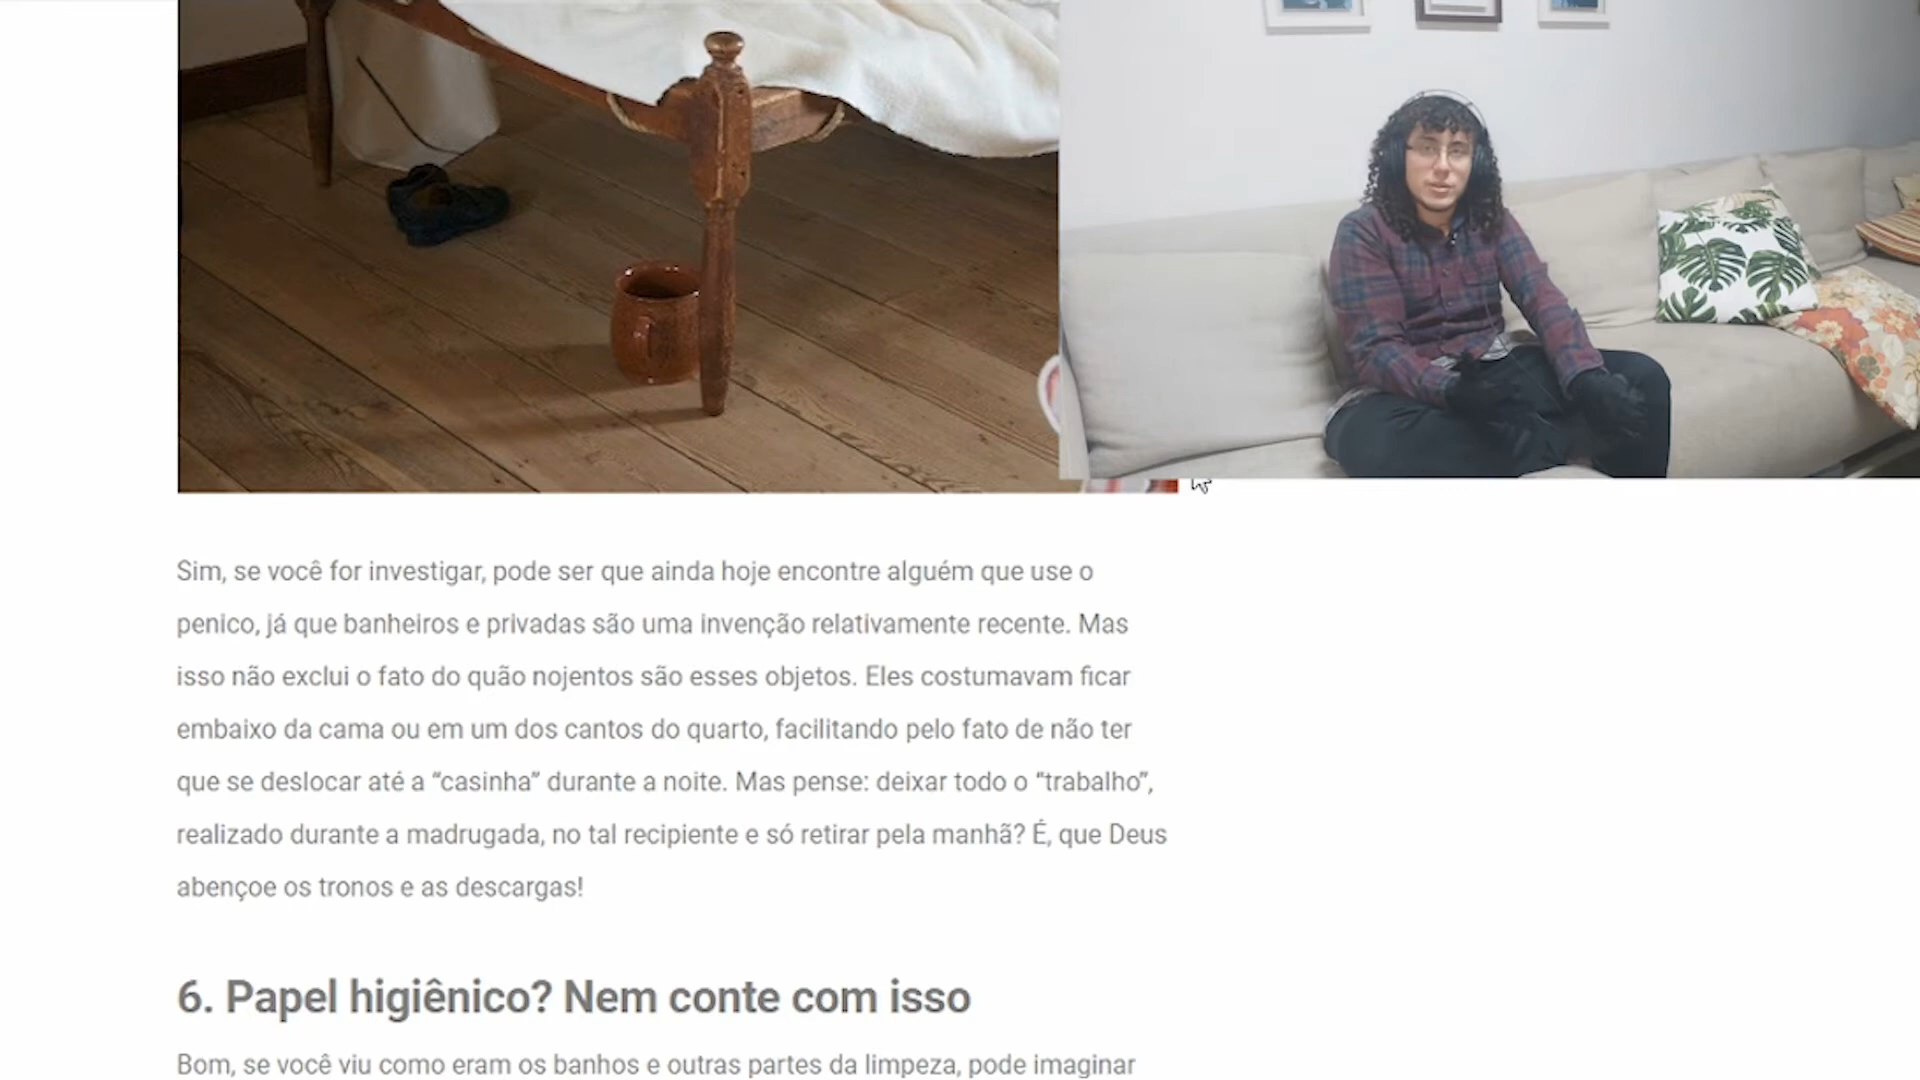 Sim, se você for investigar, pode ser que ainda hoje encontre alguém que use o
penico, já que banheiros e privadas são uma invenção relativamente recente. Mas
isso não exclui o fato do quão nojentos são esses objetos. Eles costumavam ficar
embaixo da cama ou em um dos cantos do quarto, facilitando pelo fato de não ter
que se deslocar até a “casinha” durante a noite. Mas pense: deixar todo o “trabalho”,
realizado durante a madrugada, no tal recipiente e só retirar pela manhã? É, que Deus
abençoe os tronos e as descargas!
6. Papel higiênico? Nem conte com isso
Bom, se você viu como eram os banhos e outras partes da limpeza, pode imaginar